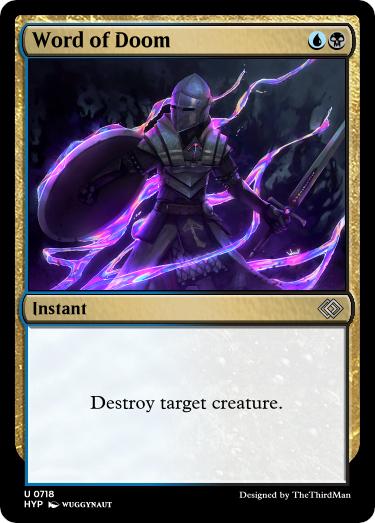 Word of Doom
Instant
Destroy target creature.
U 0718
HYP WUGGYNAUT
Designed by TheThirdMan